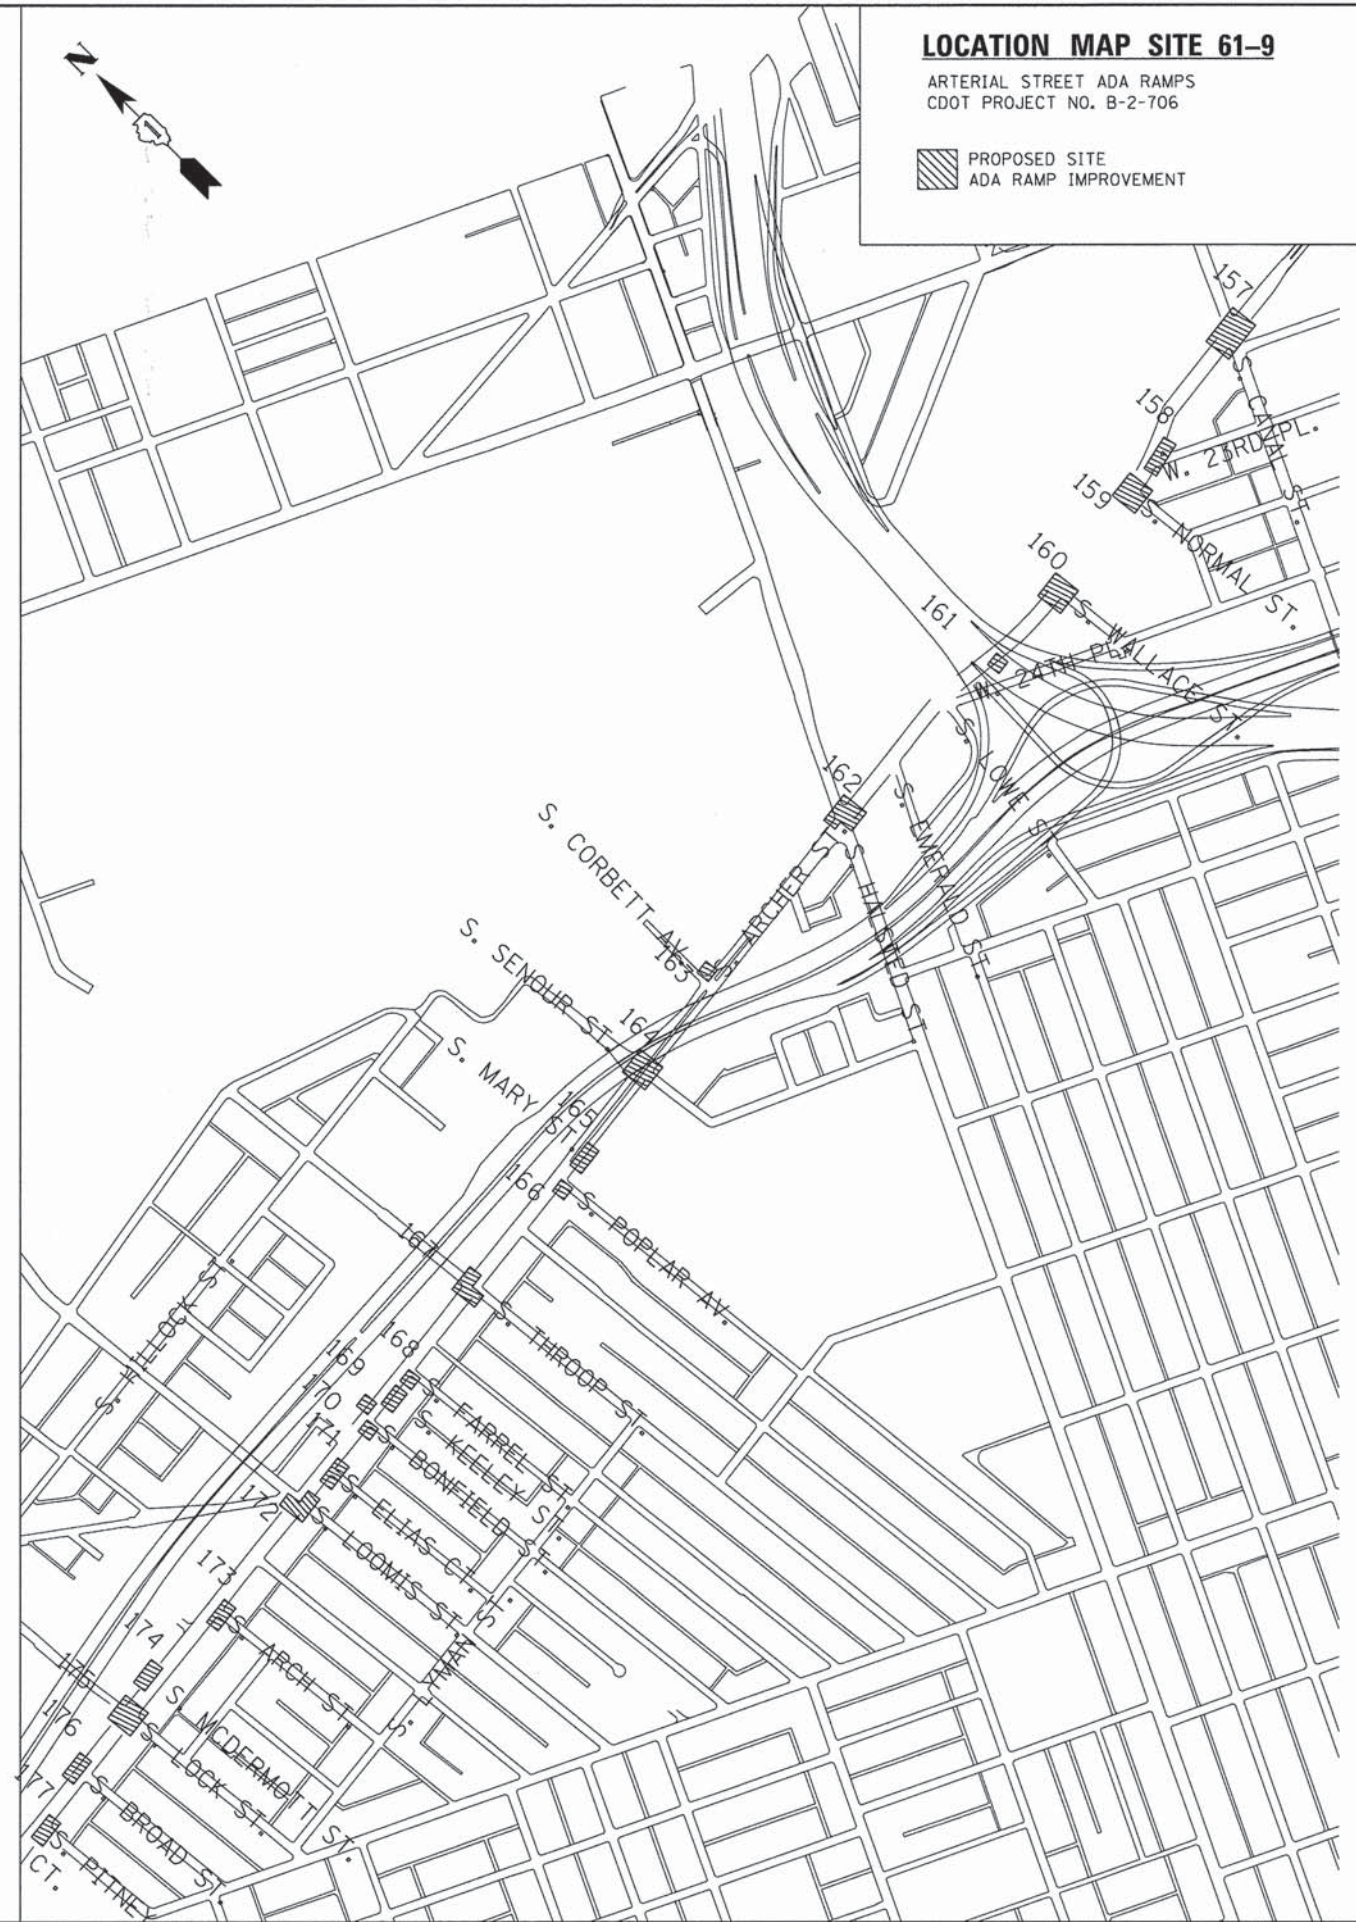 N
LOCATION MAP SITE 61–9
ARTERIAL STREET ADA RAMPS
CDOT PROJECT NO. B-2-706
PROPOSED SITE
ADA RAMP IMPROVEMENT
157
S. CANAL ST.
158
W. 23RD PL.
159
S. NORMAL ST.
160
S. WALLACE ST.
161
W. 24TH PL.
S. LOWE ST.
162
S. EMERALD ST.
S. HALSTED ST.
S. ARCHER
S. CORBETT AV.
163
S. SENOUR ST.
164
S. MARY ST.
165
166
S. POPLAR AV.
167
S. THROOP ST.
168
S. FARREL ST.
169
S. KEELEY ST.
170
S. BONFIELD ST.
171
S. ELIAS CT.
172
S. LOOMIS ST.
S. HILLOCK ST.
173
S. ARCH ST.
S. LYMAN ST.
174
S. MCDERMOTT ST.
175
S. LOCK ST.
176
S. BROAD ST.
177
S. PITNEY
CT.